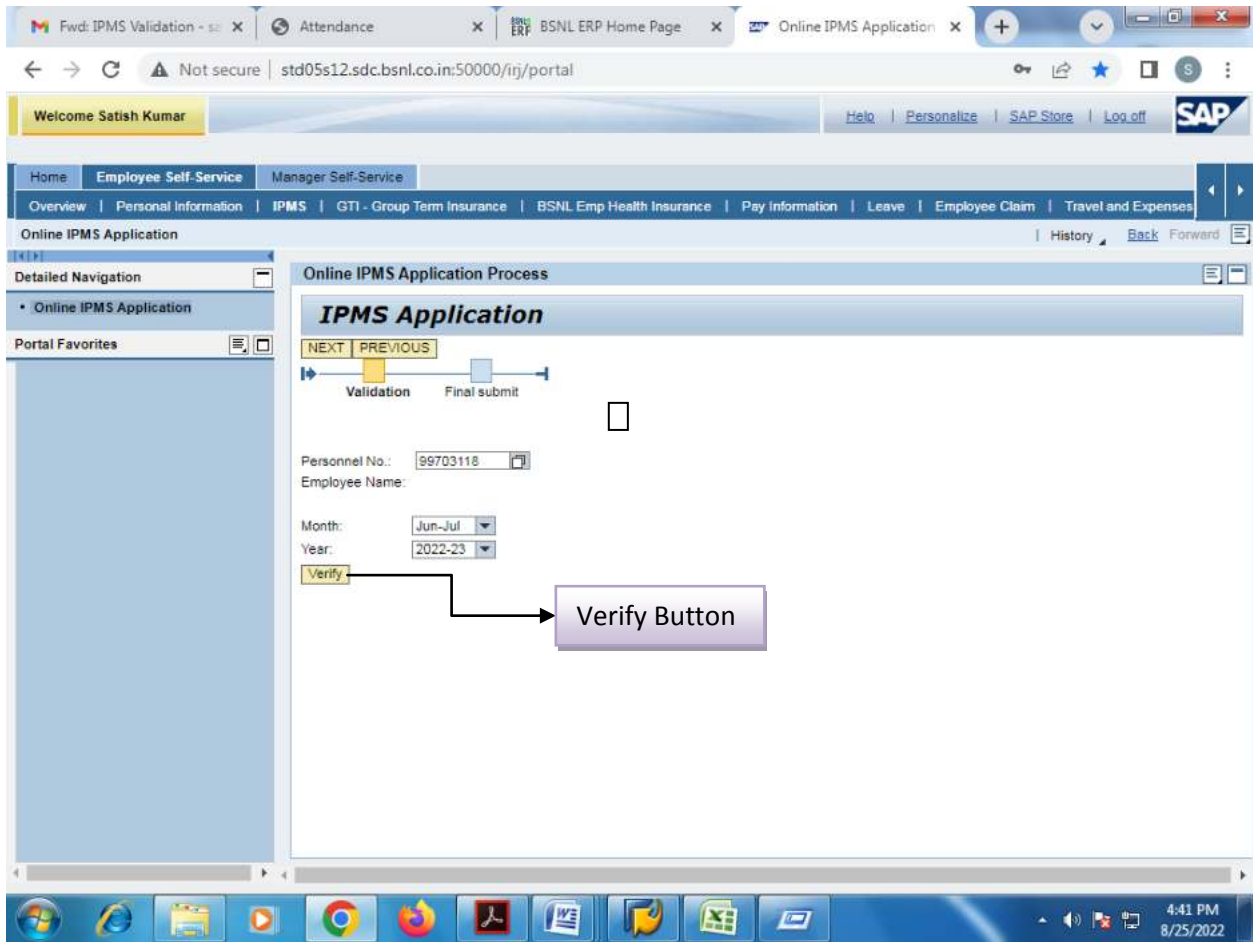 Fwd: IPMS Validation - sa
Attendance
BSNL ERP Home Page
Online IPMS Application
Not secure | std05s12.sdc.bsnl.co.in:50000/irj/portal
S
Welcome Satish Kumar
Help | Personalize | SAP Store | Log off
SAP
Home Employee Self-Service Manager Self-Service
Overview | Personal Information | IPMS | GTI - Group Term Insurance | BSNL Emp Health Insurance | Pay Information | Leave | Employee Claim | Travel and Expenses
Online IPMS Application
| History Back Forward
Detailed Navigation
• Online IPMS Application
Portal Favorites
Online IPMS Application Process
IPMS Application
NEXT PREVIOUS
Validation Final submit
Personnel No.: 99703118
Employee Name:
Month: Jun-Jul
Year: 2022-23
Verify
Verify Button
4:41 PM
8/25/2022